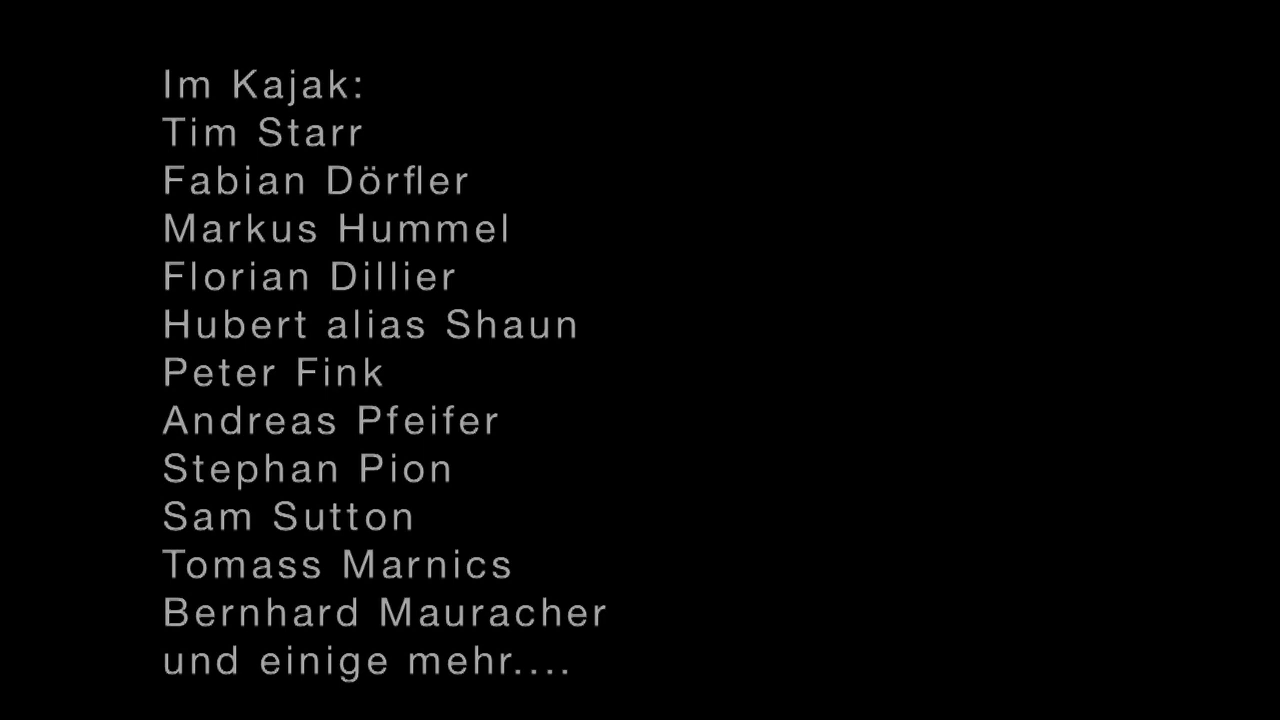 Im Kajak:
Tim Starr
Fabian Dörfler
Markus Hummel
Florian Dillier
Hubert alias Shaun
Peter Fink
Andreas Pfeifer
Stephan Pion
Sam Sutton
Tomass Marnics
Bernhard Mauracher
und einige mehr....